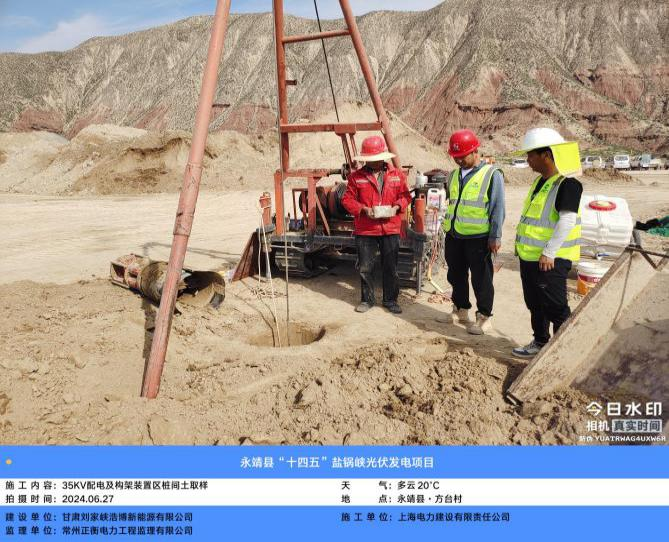 今日水印
相机 真实时间
防伪 YUATRWAG4UXW6R
永靖县“十四五”盐锅峡光伏发电项目
施工内容：35KV配电及构架装置区桩间土取样 天气：多云20℃
拍摄时间：2024.06.27 地点：永靖县·方台村
建设单位：甘肃刘家峡浩博新能源有限公司 施工单位：上海电力建设有限责任公司
监理单位：常州正衡电力工程监理有限公司